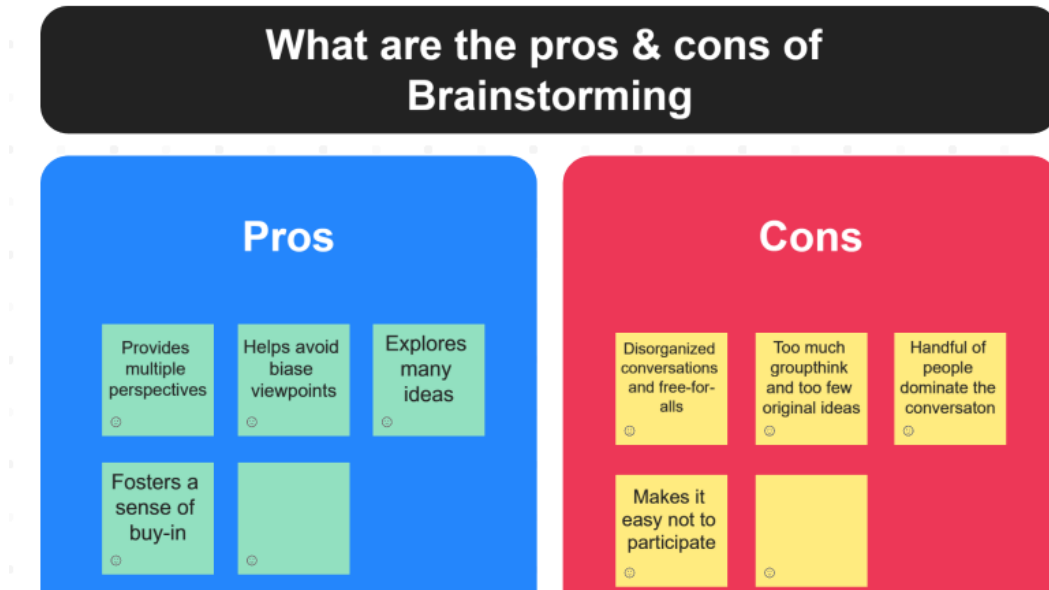 What are the pros & cons of
Brainstorming
Pros
Provides
multiple
perspectives
Helps avoid
biase
viewpoints
Explores
many
ideas
Fosters a
sense of
buy-in
Cons
Disorganized
conversations
and free-for-
alls
Too much
groupthink
and too few
original ideas
Handful of
people
dominate the
conversaton
Makes it
easy not to
participate